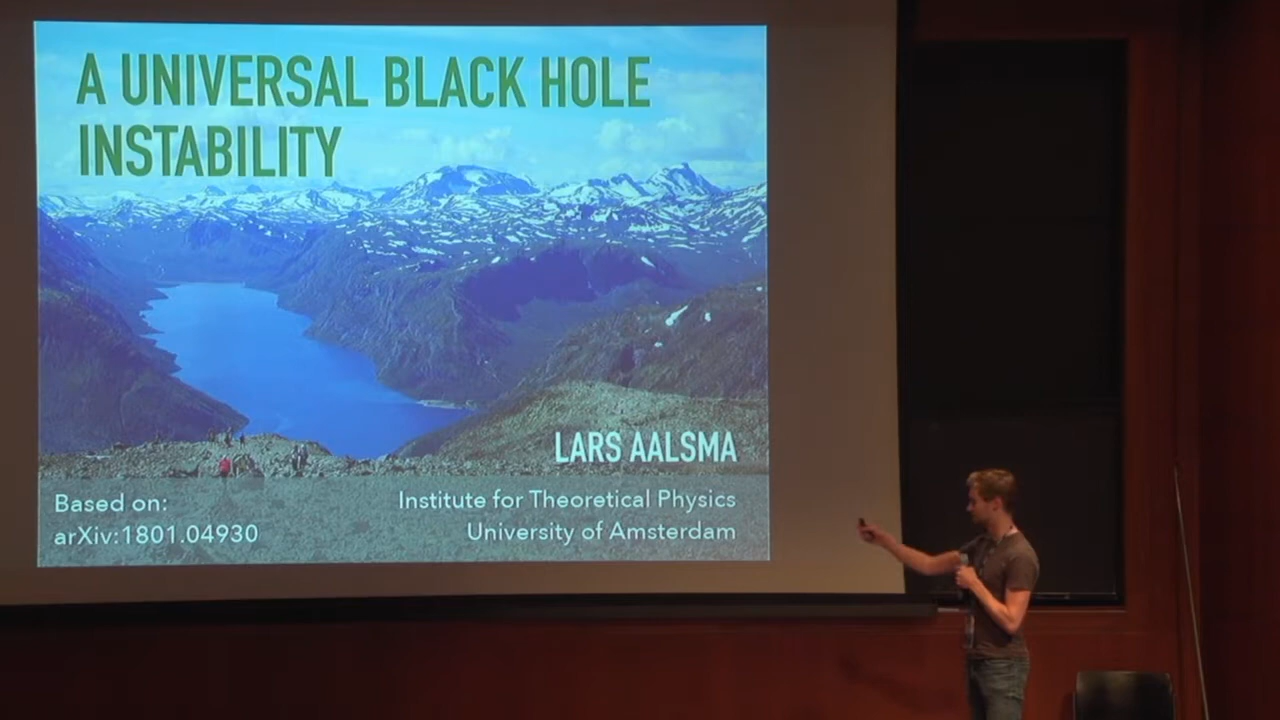 A UNIVERSAL BLACK HOLE
INSTABILITY
LARS AALSMA
Based on:
arXiv:1801.04930
Institute for Theoretical Physics
University of Amsterdam